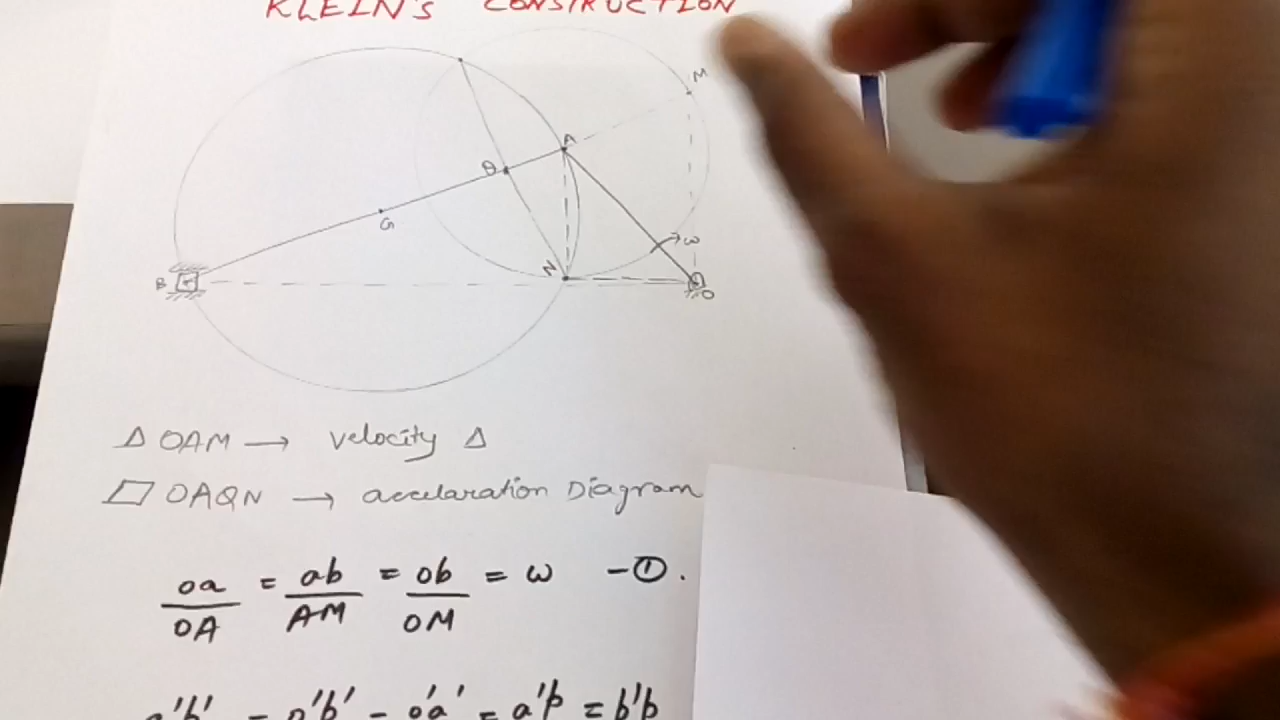 KLEIN's CONSTRUCTION
M
A
Q
G
ω
N
B
O
Δ OAM → velocity Δ
▱ OAQN → accelaration Diagram
oa/OA = ab/AM = ob/OM = ω -①.
a'b' = o'b' = o'a' = a'p = b'p